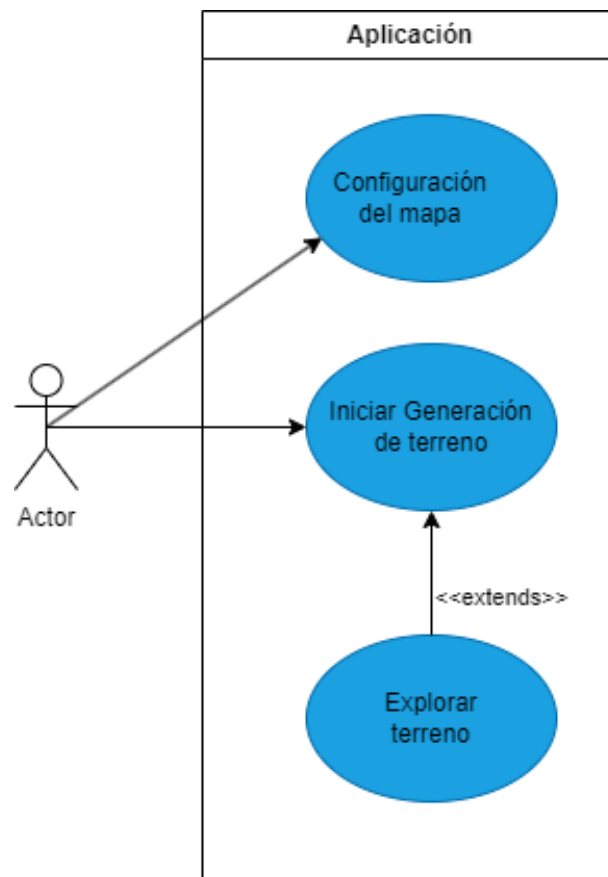 Aplicación
Configuración
del mapa
Iniciar Generación
de terreno
Actor
<<extends>>
Explorar
terreno